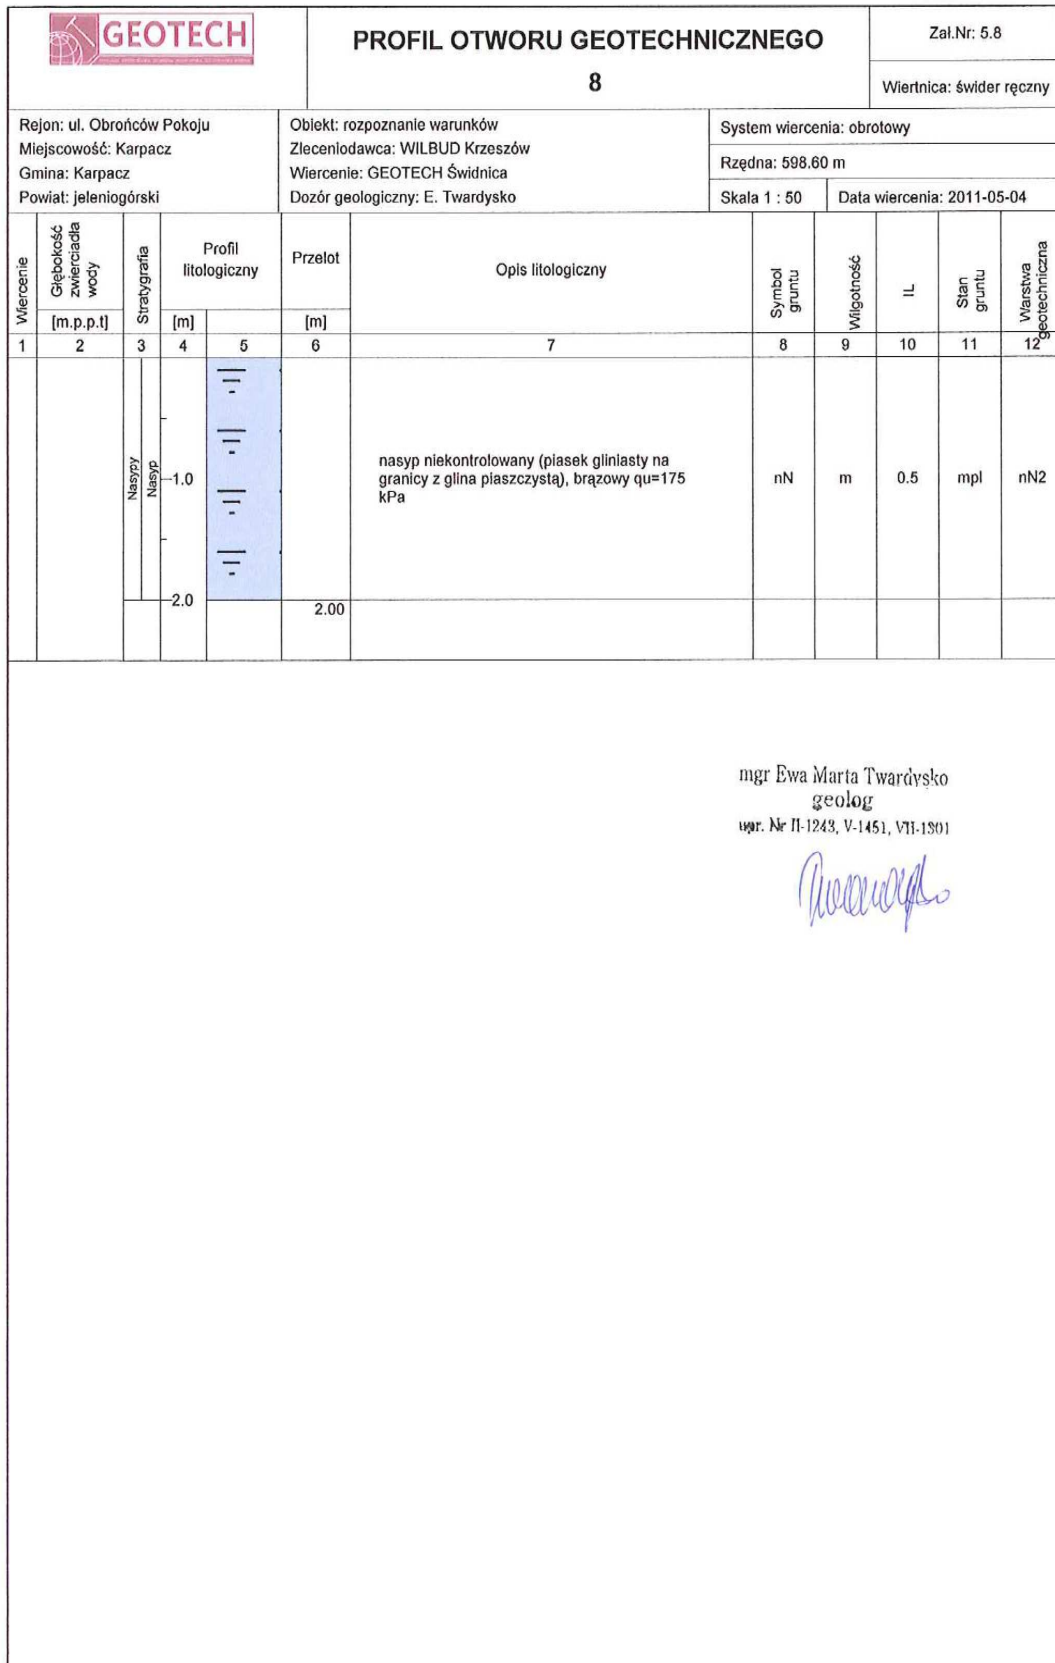 GEOTECH
PROFIL OTWORU GEOTECHNICZNEGO
8
Zał.Nr: 5.8
Wiertnica: świder ręczny
Rejon: ul. Obrońców Pokoju
Miejscowość: Karpacz
Gmina: Karpacz
Powiat: jeleniogórski
Obiekt: rozpoznanie warunków
Zleceniodawca: WILBUD Krzeszów
Wiercenie: GEOTECH Świdnica
Dozór geologiczny: E. Twardysko
System wiercenia: obrotowy
Rzędna: 598.60 m
Skala 1 : 50
Data wiercenia: 2011-05-04
Wiercenie
Głębokość zwierciadła wody
[m.p.p.t]
Stratygrafia
Profil litologiczny
[m]
Przelot
[m]
Opis litologiczny
Symbol gruntu
Wilgotność
IL
Stan gruntu
Warstwa geotechniczna
1 2 3 4 5 6 7 8 9 10 11 12
Nasypy
Nasyp
1.0
2.0
2.00
nasyp niekontrolowany (piasek gliniasty na
granicy z glina piaszczystą), brązowy qu=175
kPa
nN m 0.5 mpl nN2
mgr Ewa Marta Twardysko
geolog
upr. Nr II-1243, V-1451, VII-1301